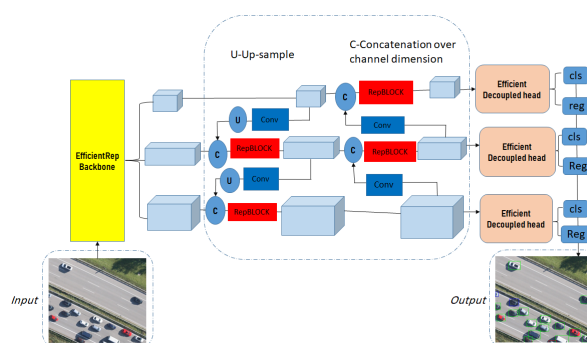 U-Up-sample
C-Concatenation over
channel dimension
EfficientRep
Backbone
C
RepBLOCK
Efficient
Decoupled head
cls
reg
U
Conv
Conv
C
RepBLOCK
C
RepBLOCK
Efficient
Decoupled head
cls
Reg
U
Conv
Conv
C
RepBLOCK
Efficient
Decoupled head
cls
Reg
Input
Output